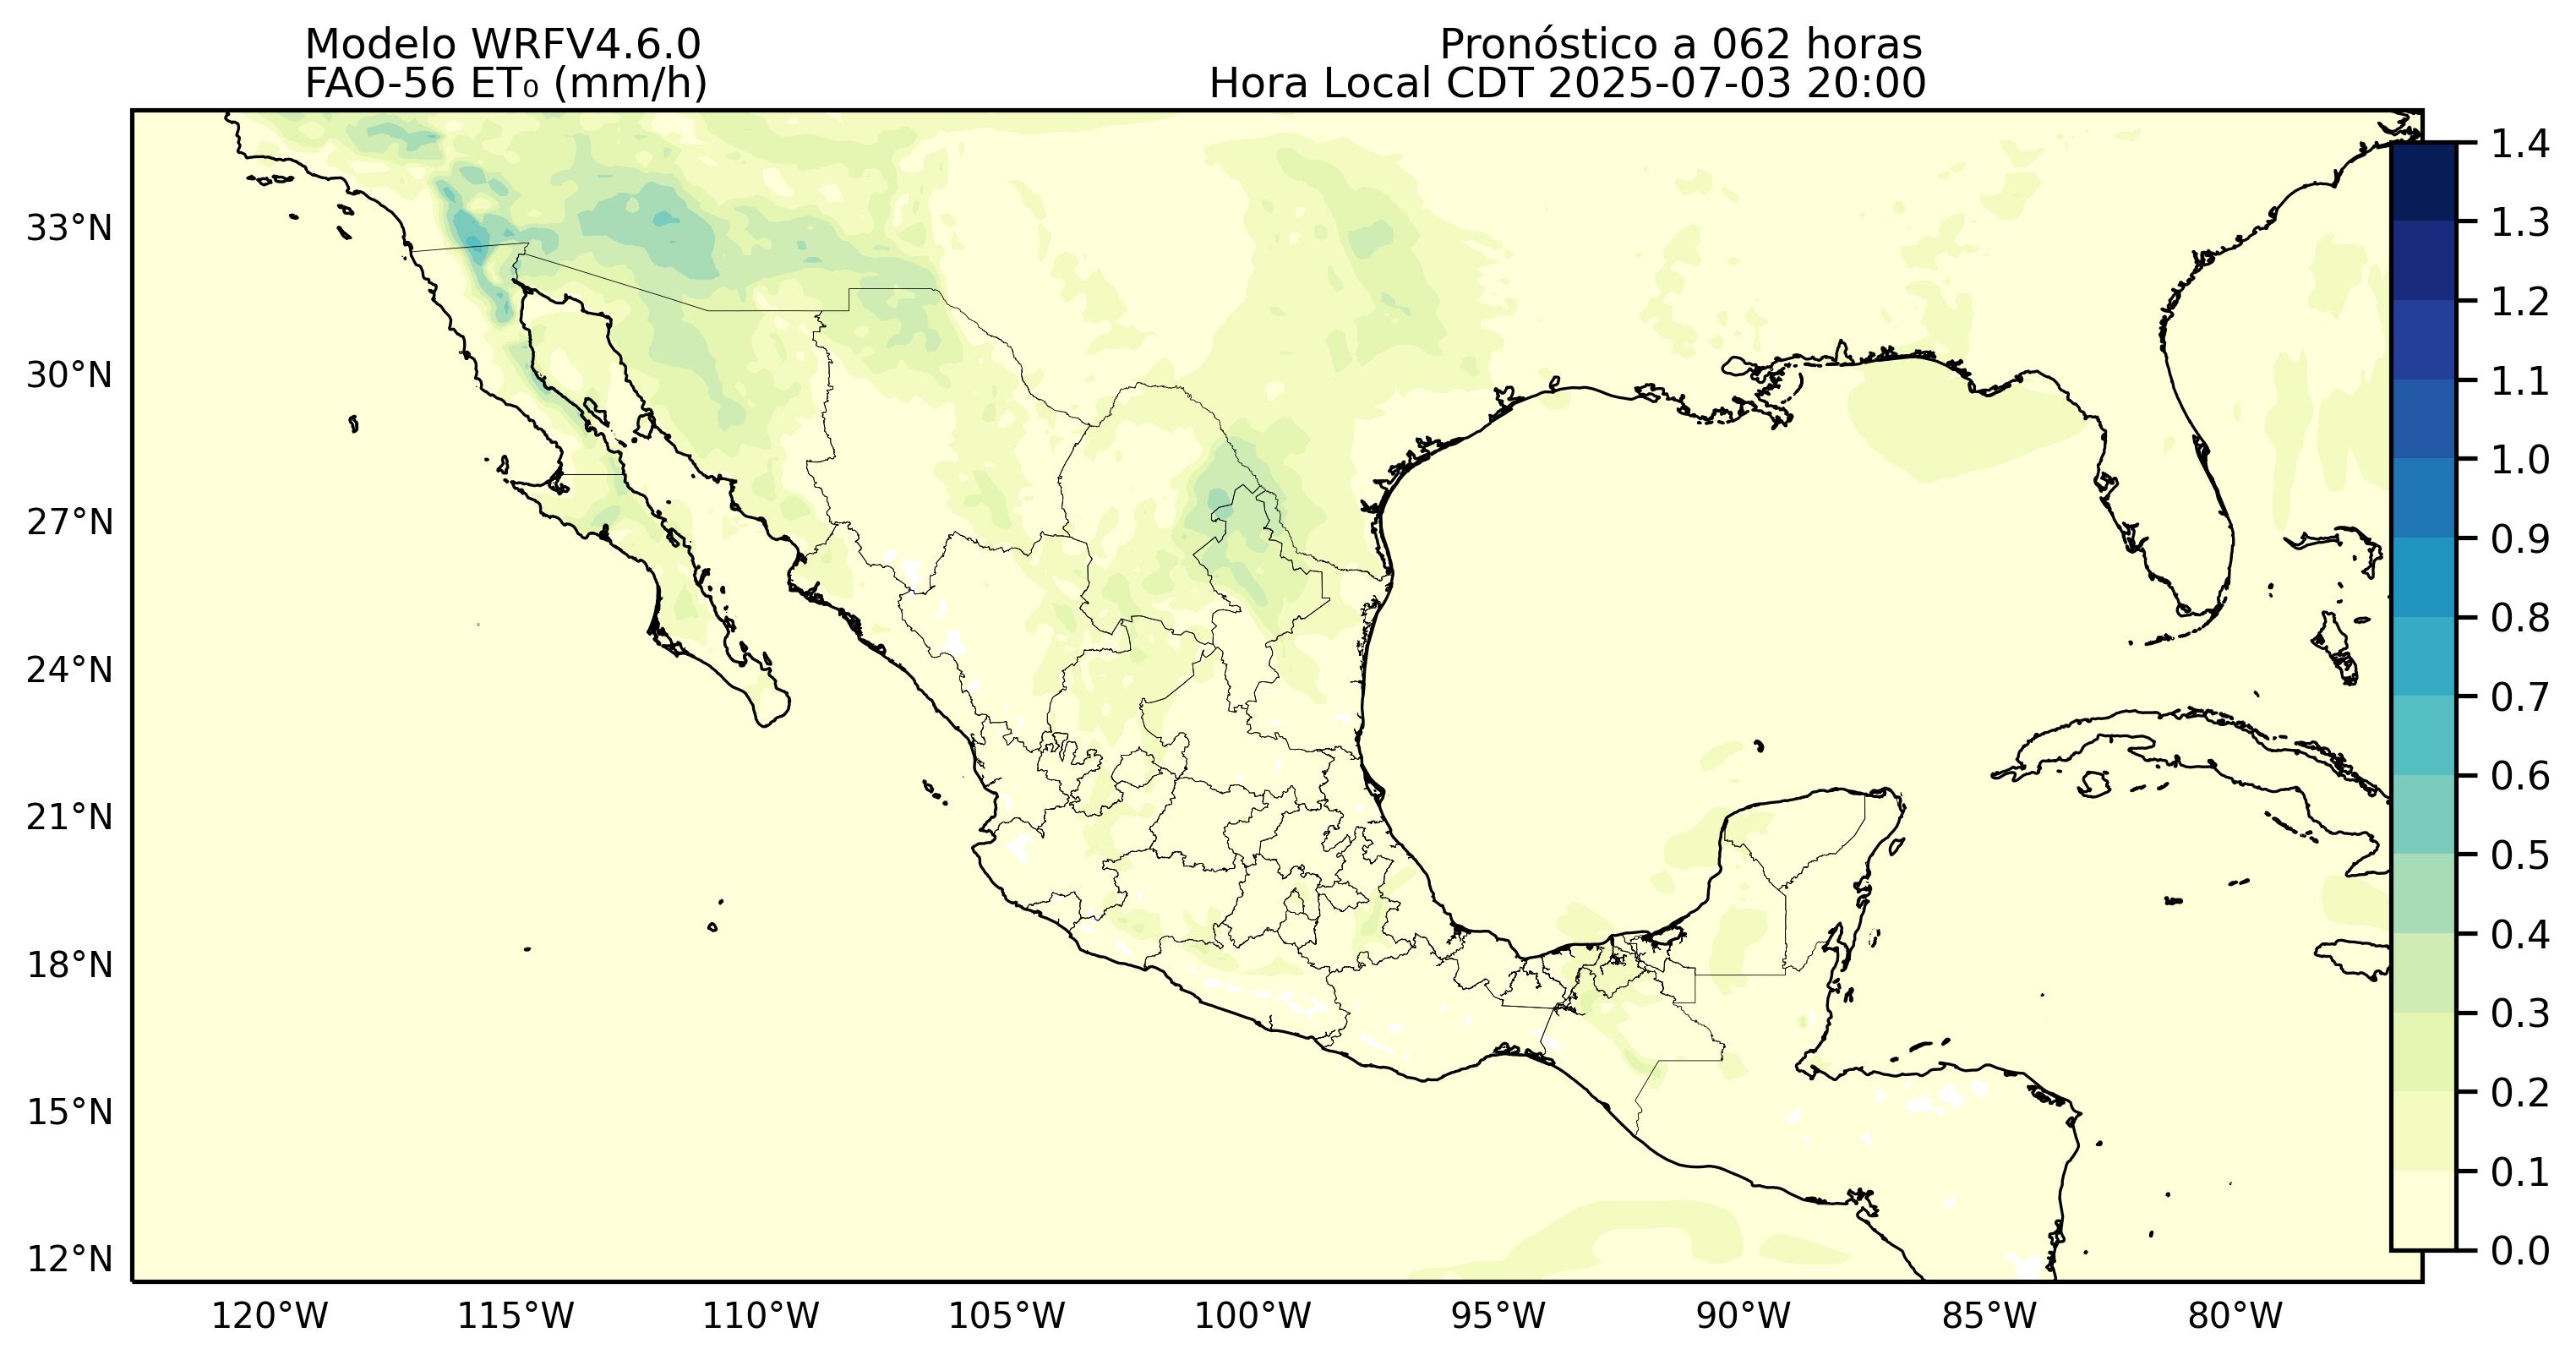 Modelo WRFV4.6.0
FAO-56 ET₀ (mm/h)
Pronóstico a 062 horas
Hora Local CDT 2025-07-03 20:00
33°N
30°N
27°N
24°N
21°N
18°N
15°N
12°N
120°W
115°W
110°W
105°W
100°W
95°W
90°W
85°W
80°W
1.4
1.3
1.2
1.1
1.0
0.9
0.8
0.7
0.6
0.5
0.4
0.3
0.2
0.1
0.0